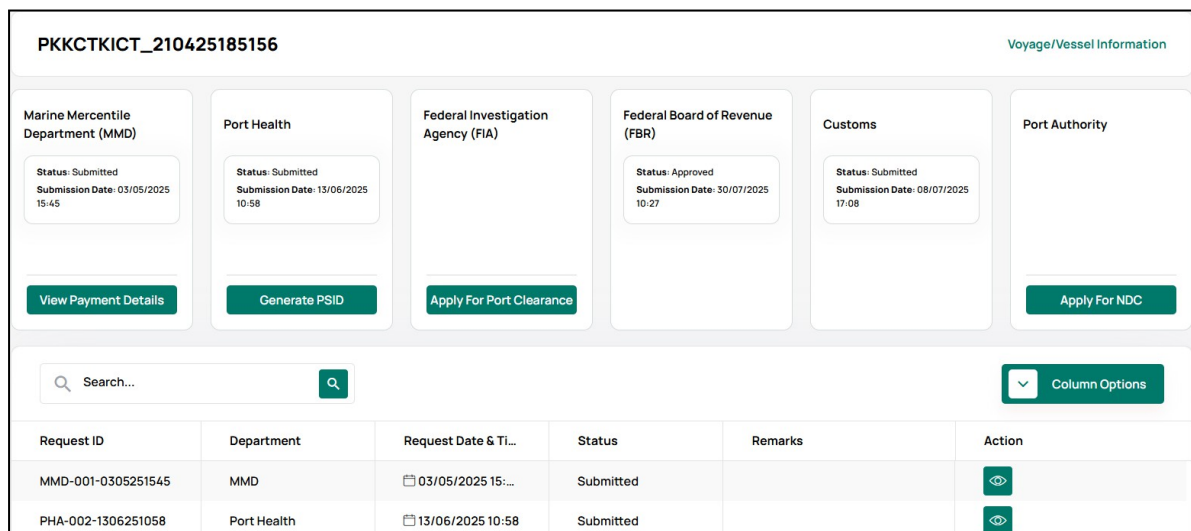 PKKCTKICT_210425185156
Voyage/Vessel Information
Marine Mercentile
Department (MMD)
Status: Submitted
Submission Date: 03/05/2025
15:45
View Payment Details
Port Health
Status: Submitted
Submission Date: 13/06/2025
10:58
Generate PSID
Federal Investigation
Agency (FIA)
Apply For Port Clearance
Federal Board of Revenue
(FBR)
Status: Approved
Submission Date: 30/07/2025
10:27
Customs
Status: Submitted
Submission Date: 08/07/2025
17:08
Port Authority
Apply For NDC
Search...
Column Options
Request ID Department Request Date & Ti... Status Remarks Action
MMD-001-0305251545 MMD 03/05/2025 15:... Submitted
PHA-002-1306251058 Port Health 13/06/2025 10:58 Submitted